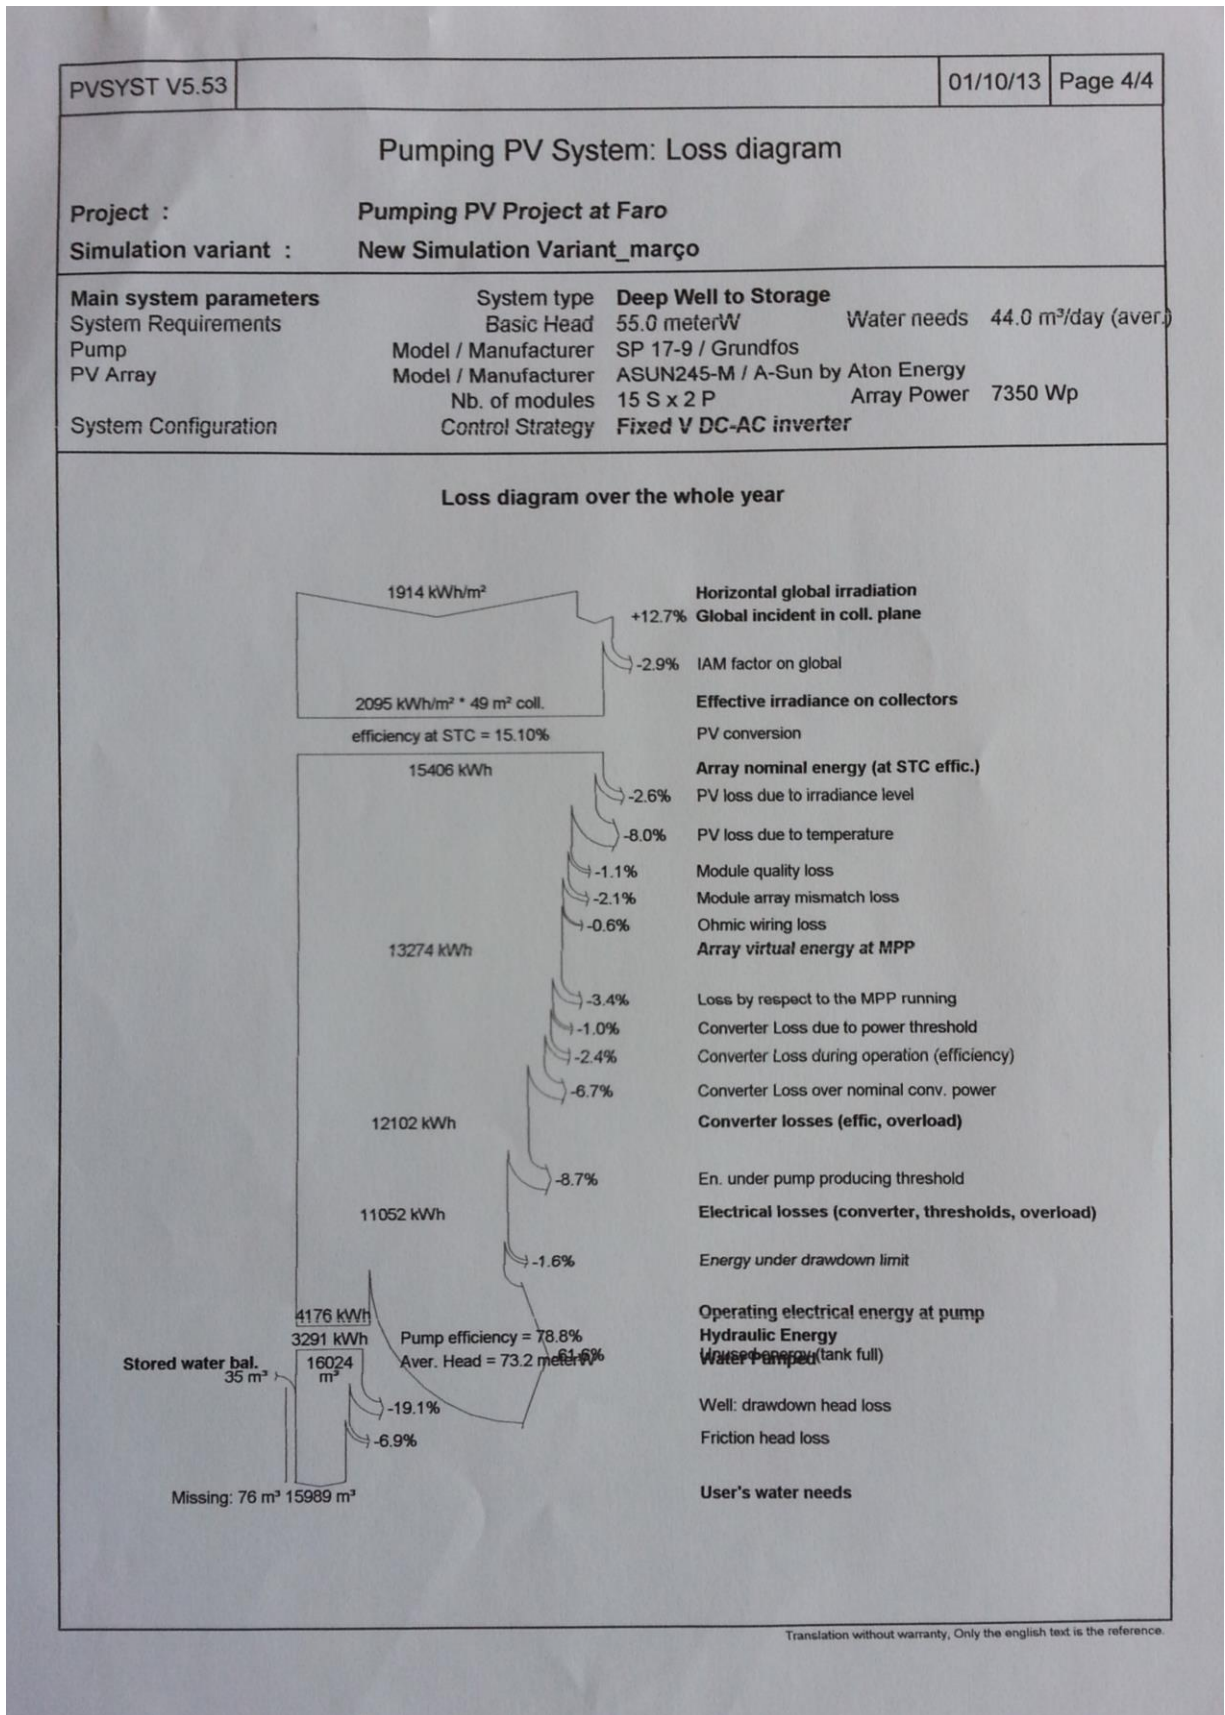 PVSYST V5.53 01/10/13 Page 4/4
Pumping PV System: Loss diagram
Project : Pumping PV Project at Faro
Simulation variant : New Simulation Variant_março
Main system parameters System type Deep Well to Storage
System Requirements Basic Head 55.0 meterW Water needs 44.0 m³/day (aver.)
Pump Model / Manufacturer SP 17-9 / Grundfos
PV Array Model / Manufacturer ASUN245-M / A-Sun by Aton Energy
Nb. of modules 15 S x 2 P Array Power 7350 Wp
System Configuration Control Strategy Fixed V DC-AC inverter
Loss diagram over the whole year
1914 kWh/m² Horizontal global irradiation
+12.7% Global incident in coll. plane
-2.9% IAM factor on global
2095 kWh/m² * 49 m² coll. Effective irradiance on collectors
efficiency at STC = 15.10% PV conversion
15406 kWh Array nominal energy (at STC effic.)
-2.6% PV loss due to irradiance level
-8.0% PV loss due to temperature
-1.1% Module quality loss
-2.1% Module array mismatch loss
-0.6% Ohmic wiring loss
13274 kWh Array virtual energy at MPP
-3.4% Loss by respect to the MPP running
-1.0% Converter Loss due to power threshold
-2.4% Converter Loss during operation (efficiency)
-6.7% Converter Loss over nominal conv. power
12102 kWh Converter losses (effic, overload)
-8.7% En. under pump producing threshold
11052 kWh Electrical losses (converter, thresholds, overload)
-1.6% Energy under drawdown limit
4176 kWh Operating electrical energy at pump
3291 kWh Pump efficiency = 78.8% Hydraulic Energy
-61.6% Unused energy (tank full)
Stored water bal. 16024 Aver. Head = 73.2 meterW Water Pumped
35 m³ m³
-19.1% Well: drawdown head loss
-6.9% Friction head loss
Missing: 76 m³ 15989 m³ User's water needs
Translation without warranty, Only the english text is the reference.